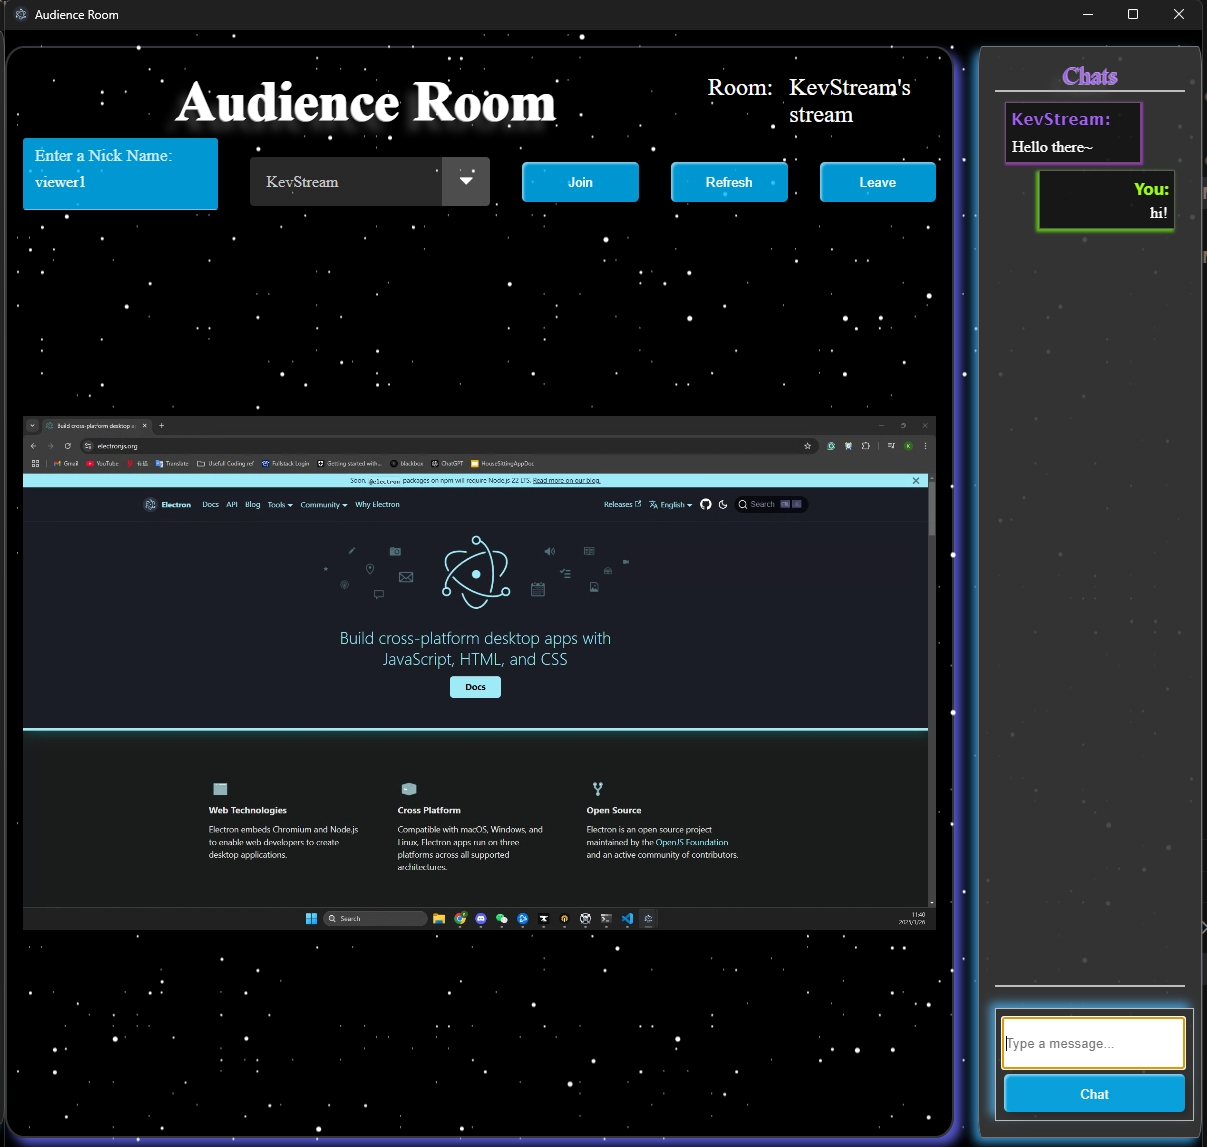 Audience Room
Audience Room
Room: KevStream's
stream
Enter a Nick Name:
viewer1
KevStream
Join
Refresh
Leave
Build cross-platform desktop a
electronjs.org
Gmail
YouTube
Translate
Usefull Coding ref
Fullstack Login
Getting started with...
blackbox
ChatGPT
HouseSittingAppDoc
Soon, @electron packages on npm will require Node.js 22 LTS. Read more on our blog.
Electron Docs API Blog Tools Community Why Electron
Releases English Search
Build cross-platform desktop apps with
JavaScript, HTML, and CSS
Docs
Web Technologies
Electron embeds Chromium and Node.js
to enable web developers to create
desktop applications.
Cross Platform
Compatible with macOS, Windows, and
Linux, Electron apps run on three
platforms across all supported
architectures.
Open Source
Electron is an open source project
maintained by the OpenJS Foundation
and an active community of contributors.
Search
11:40
2025/1/26
Chats
KevStream:
Hello there~
You:
hi!
Type a message...
Chat